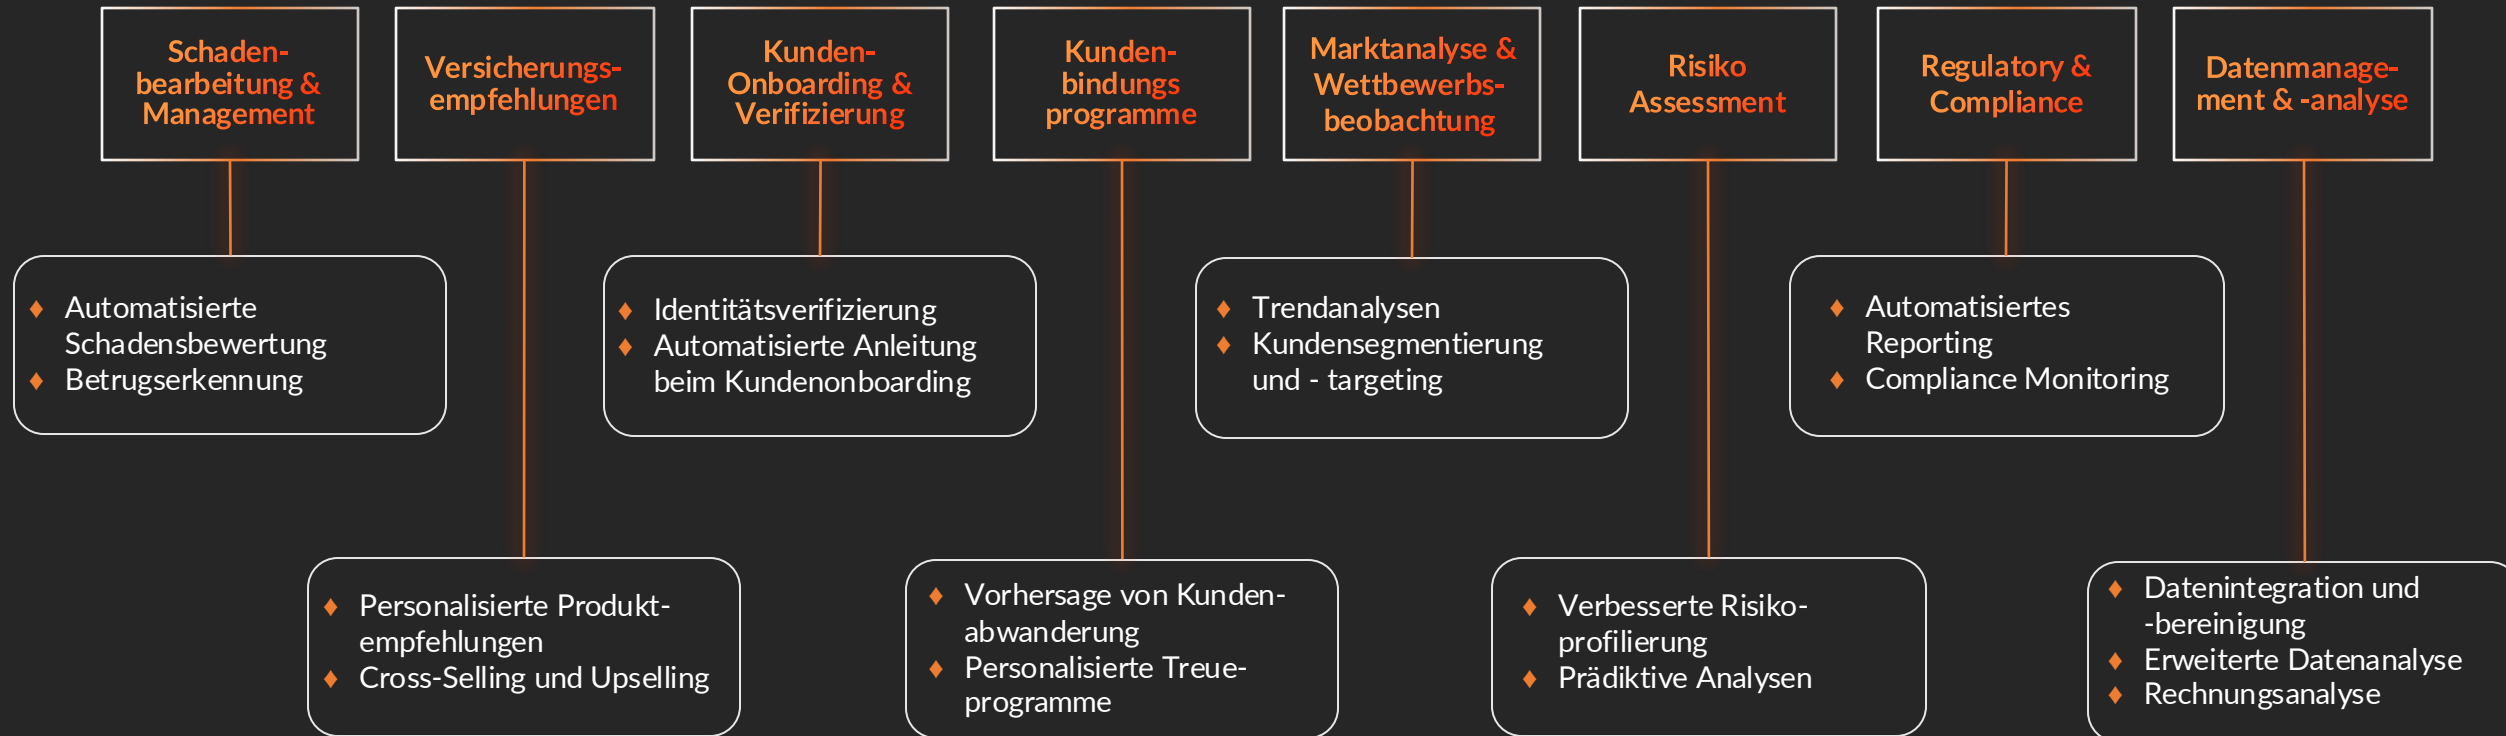 Schaden-
bearbeitung &
Management
Versicherungs-
empfehlungen
Kunden-
Onboarding &
Verifizierung
Kunden-
bindungs
programme
Marktanalyse &
Wettbewerbs-
beobachtung
Risiko
Assessment
Regulatory &
Compliance
Datenmanage-
ment & -analyse
Automatisierte
Schadensbewertung
Betrugserkennung
Identitätsverifizierung
Automatisierte Anleitung
beim Kundenonboarding
Trendanalysen
Kundensegmentierung
und - targeting
Automatisiertes
Reporting
Compliance Monitoring
Personalisierte Produkt-
empfehlungen
Cross-Selling und Upselling
Vorhersage von Kunden-
abwanderung
Personalisierte Treue-
programme
Verbesserte Risiko-
profilierung
Prädiktive Analysen
Datenintegration und
-bereinigung
Erweiterte Datenanalyse
Rechnungsanalyse